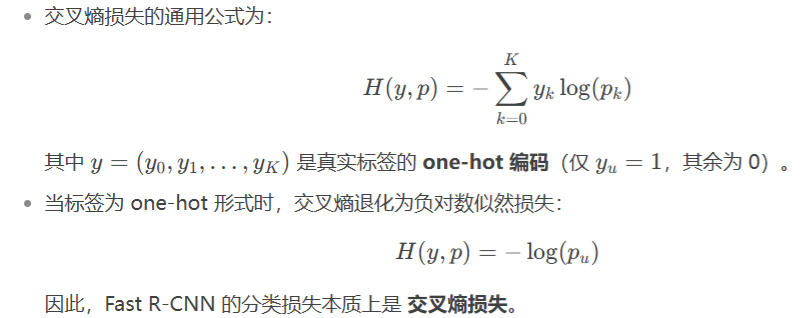 • 交叉熵损失的通用公式为：
H(y, p) = −∑_{k=0}^{K} y_k log(p_k)
其中 y = (y_0, y_1, . . . , y_K) 是真实标签的 one-hot 编码（仅 y_u = 1，其余为 0）。
• 当标签为 one-hot 形式时，交叉熵退化为负对数似然损失：
H(y, p) = − log(p_u)
因此，Fast R-CNN 的分类损失本质上是 交叉熵损失。